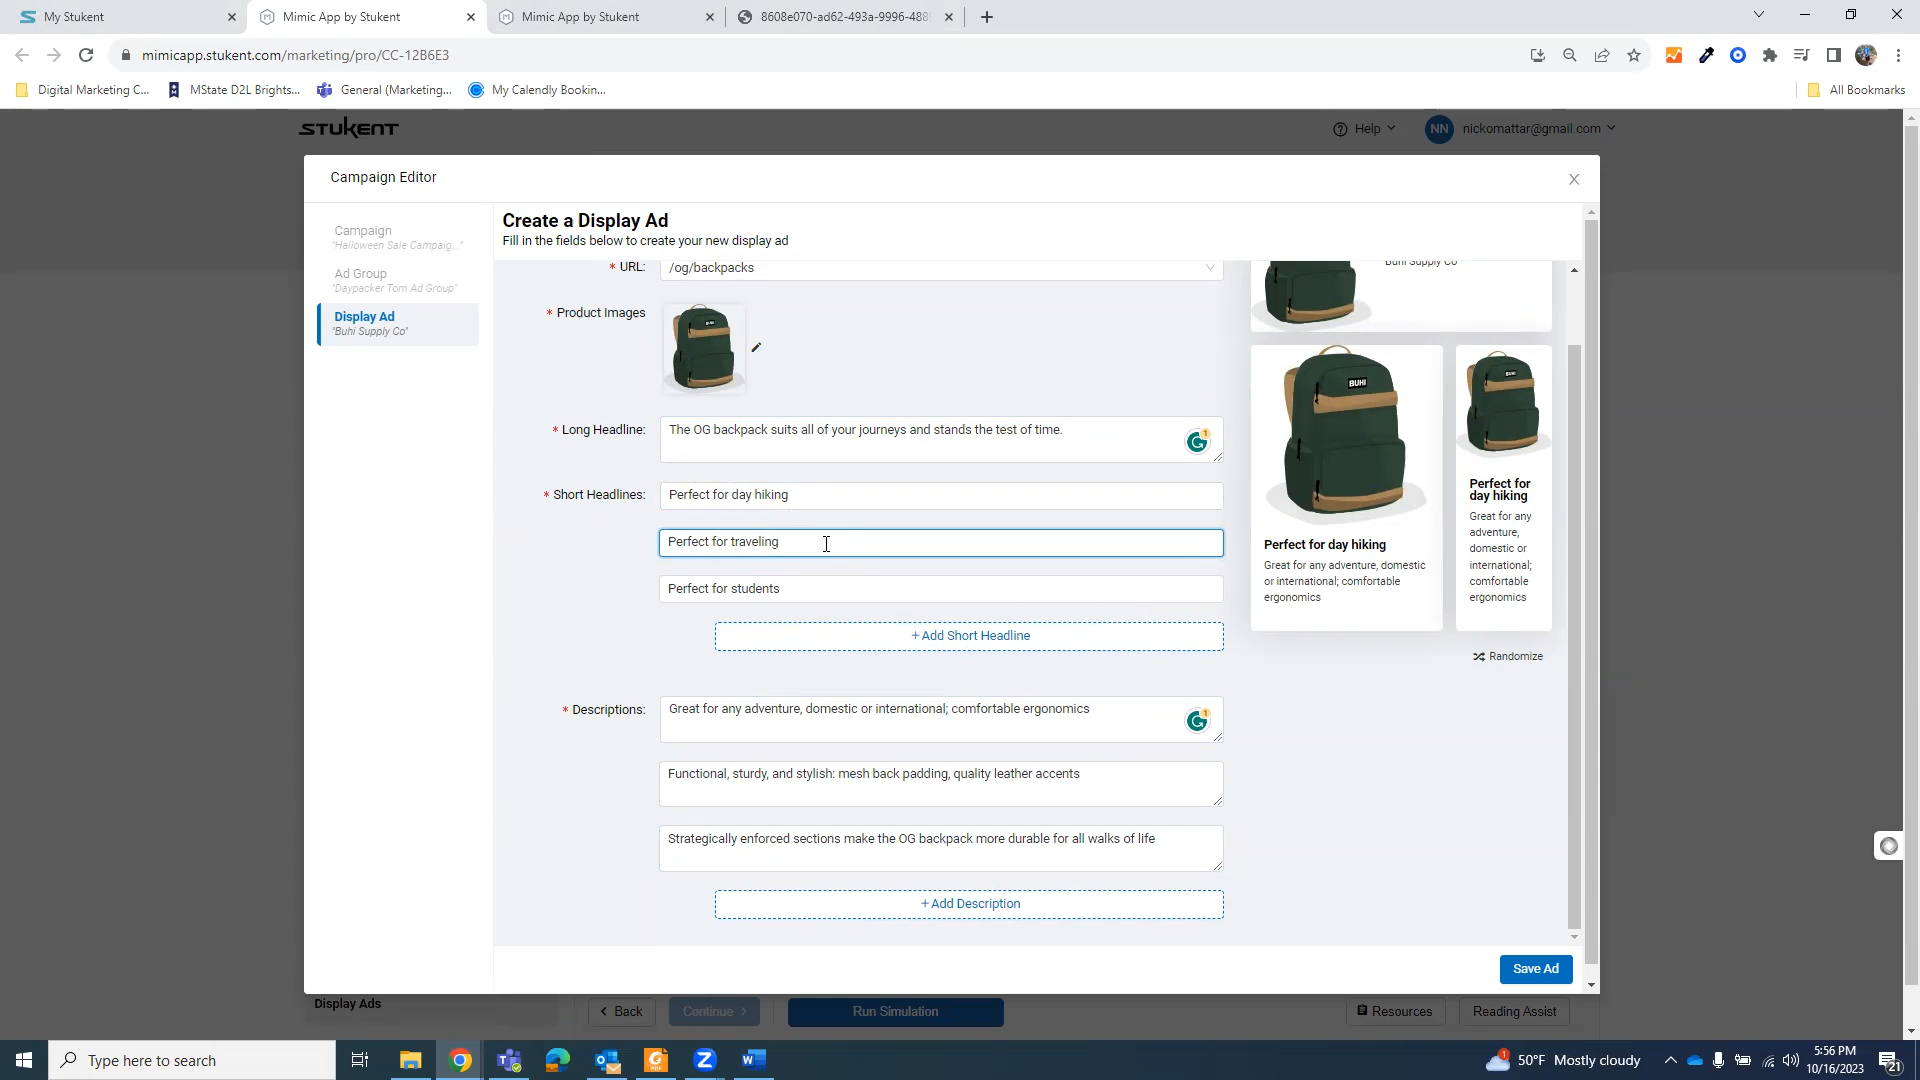 My Stukent
Mimic App by Stukent
Mimic App by Stukent
8608e070-ad62-493a-9996-488
mimicapp.stukent.com/marketing/pro/CC-12B6E3
Digital Marketing C...
MState D2L Brights...
General (Marketing...
My Calendly Bookin...
All Bookmarks
STUKENT
Help
NN
nickomattar@gmail.com
Campaign Editor
Campaign
"Halloween Sale Campaig..."
Ad Group
"Daypacker Tom Ad Group"
Display Ad
"Buhi Supply Co"
Create a Display Ad
Fill in the fields below to create your new display ad
* URL:
/og/backpacks
* Product Images
BUHI
* Long Headline:
The OG backpack suits all of your journeys and stands the test of time.
1
* Short Headlines:
Perfect for day hiking
Perfect for traveling
Perfect for students
+ Add Short Headline
* Descriptions:
Great for any adventure, domestic or international; comfortable ergonomics
1
Functional, sturdy, and stylish: mesh back padding, quality leather accents
Strategically enforced sections make the OG backpack more durable for all walks of life
+ Add Description
Buhi Supply Co
BUHI
Perfect for day hiking
Great for any adventure, domestic
or international; comfortable
ergonomics
BUHI
Perfect for
day hiking
Great for any
adventure,
domestic or
international;
comfortable
ergonomics
Randomize
Save Ad
Display Ads
< Back
Continue >
Run Simulation
Resources
Reading Assist
Type here to search
1
50°F Mostly cloudy
5:56 PM
10/16/2023
21